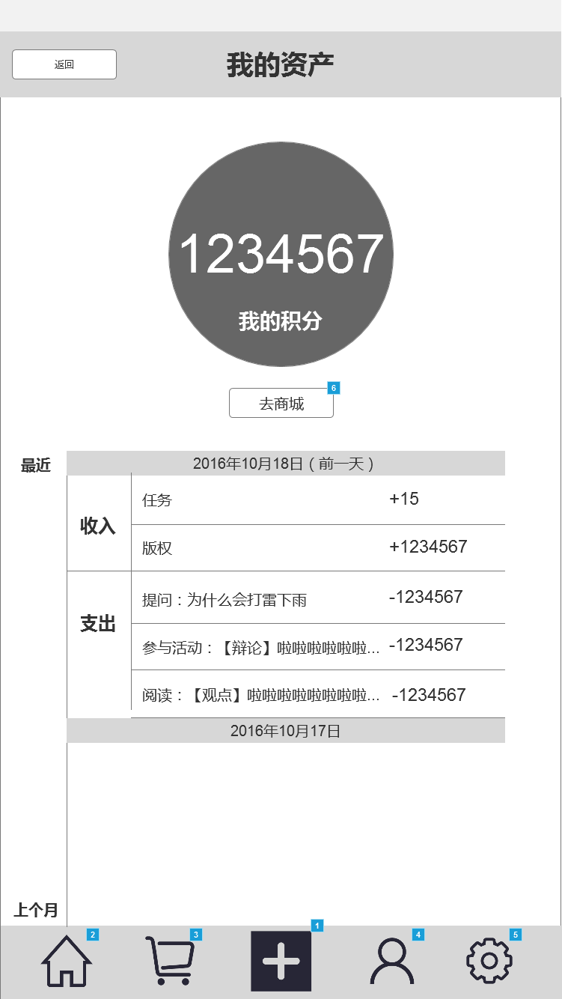 返回
我的资产
1234567
我的积分
6
去商城
最近
2016年10月18日（前一天）
收入
任务
+15
版权
+1234567
支出
提问：为什么会打雷下雨
-1234567
参与活动：【辩论】啦啦啦啦啦啦...
-1234567
阅读：【观点】啦啦啦啦啦啦啦啦...
-1234567
2016年10月17日
上个月
2
3
1
4
5